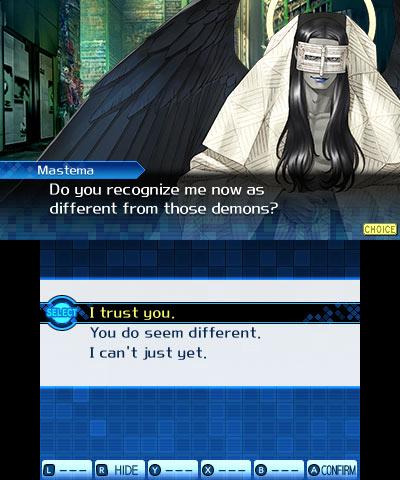 Mastema
Do you recognize me now as
different from those demons?
CHOICE
SELECT
I trust you.
You do seem different.
I can't just yet.
L --- R HIDE Y --- X --- B --- A CONFIRM